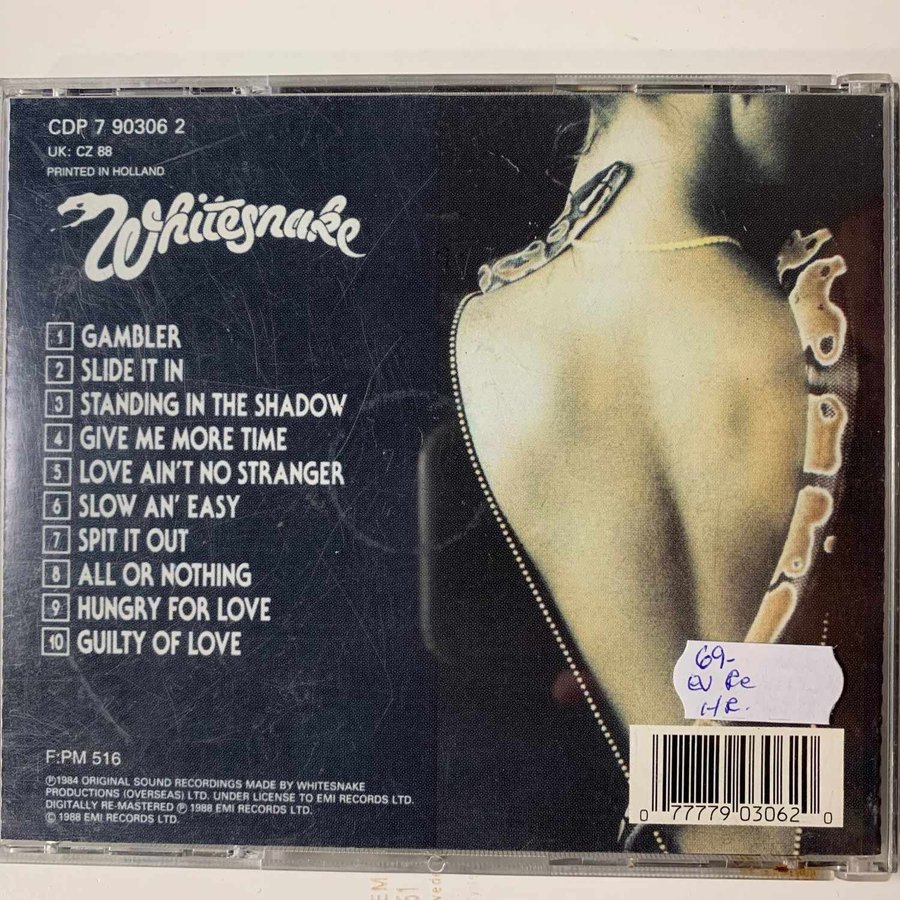 CDP 7 90306 2
UK: CZ 88
PRINTED IN HOLLAND
Whitesnake
1 GAMBLER
2 SLIDE IT IN
3 STANDING IN THE SHADOW
4 GIVE ME MORE TIME
5 LOVE AIN'T NO STRANGER
6 SLOW AN' EASY
7 SPIT IT OUT
8 ALL OR NOTHING
9 HUNGRY FOR LOVE
10 GUILTY OF LOVE
69-
EU Re
HR.
F:PM 516
℗1984 ORIGINAL SOUND RECORDINGS MADE BY WHITESNAKE
PRODUCTIONS (OVERSEAS) LTD. UNDER LICENSE TO EMI RECORDS LTD.
DIGITALLY RE-MASTERED ℗ 1988 EMI RECORDS LTD.
© 1988 EMI RECORDS LTD.
0 77779 03062 0